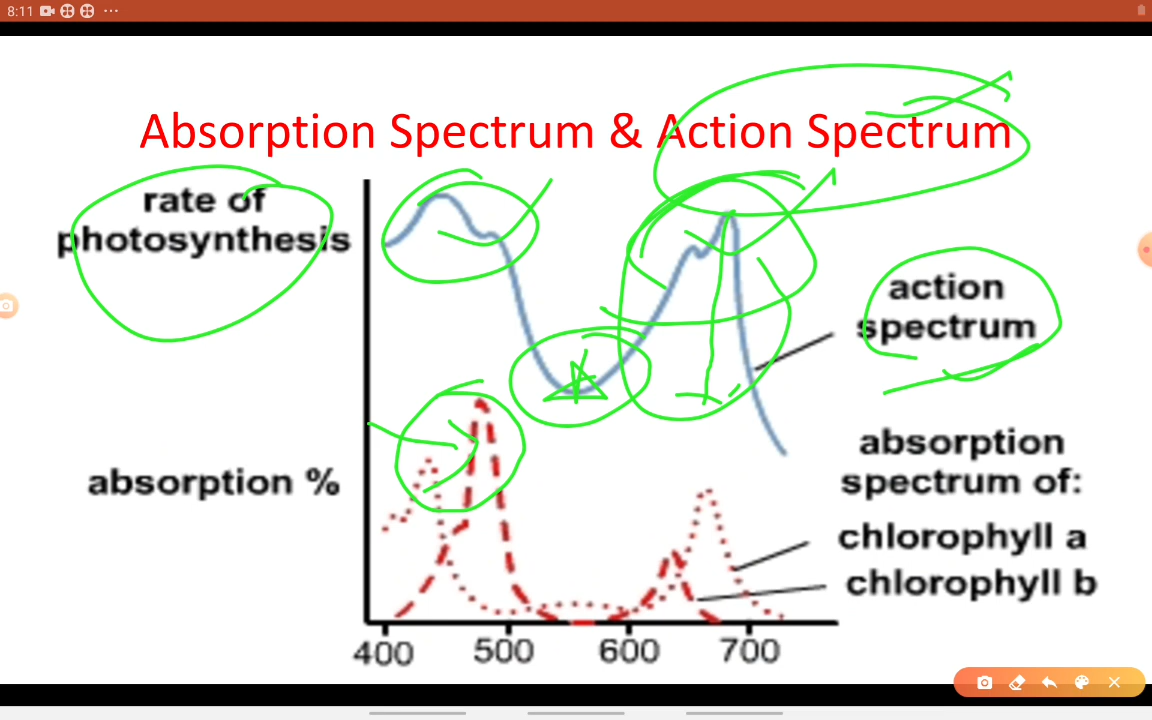 8:11
Absorption Spectrum & Action Spectrum
rate of
photosynthesis
action
spectrum
absorption
spectrum of:
absorption %
chlorophyll a
chlorophyll b
400 500 600 700